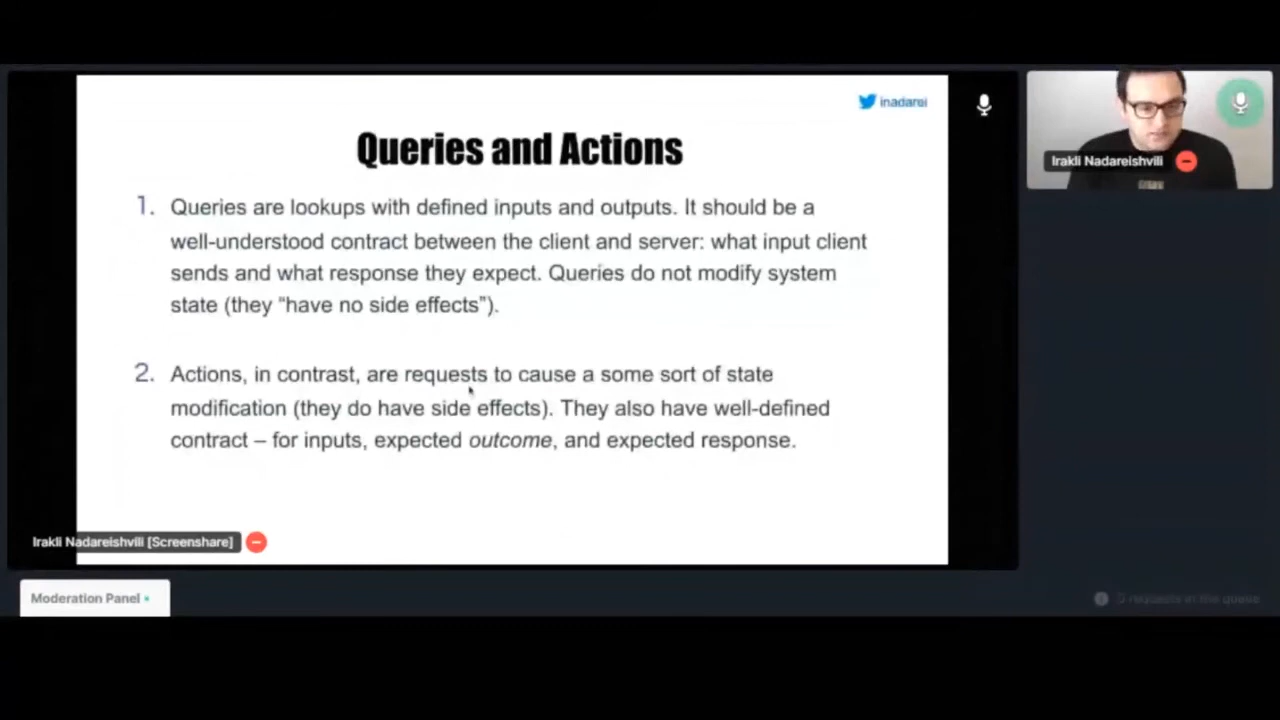 inadarei
Queries and Actions
1. Queries are lookups with defined inputs and outputs. It should be a
well-understood contract between the client and server: what input client
sends and what response they expect. Queries do not modify system
state (they “have no side effects”).
2. Actions, in contrast, are requests to cause a some sort of state
modification (they do have side effects). They also have well-defined
contract – for inputs, expected outcome, and expected response.
Irakli Nadareishvili [Screenshare]
Irakli Nadareishvili
Moderation Panel
requests in the queue